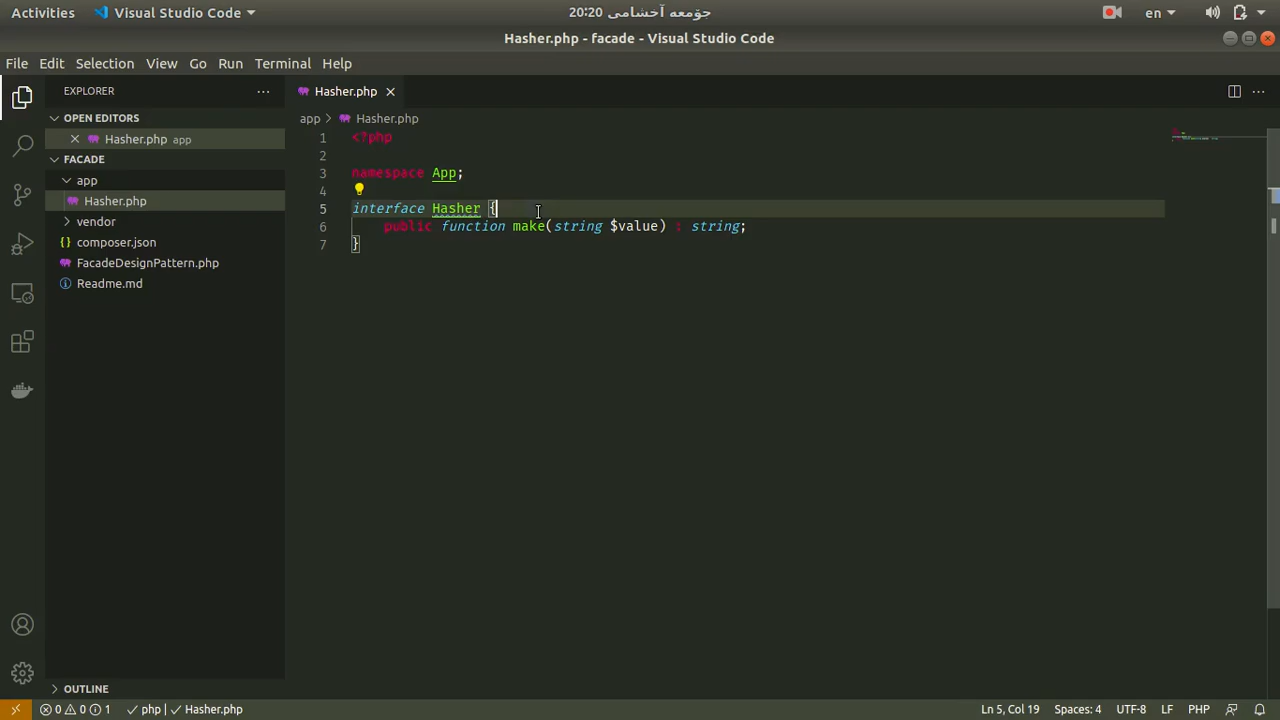 Activities Visual Studio Code جۆمعه آخشامی 20:20 en
Hasher.php - facade - Visual Studio Code
File Edit Selection View Go Run Terminal Help
EXPLORER ··· Hasher.php
OPEN EDITORS app > Hasher.php
Hasher.php app
FACADE
app
Hasher.php
vendor
composer.json
FacadeDesignPattern.php
Readme.md
1 <?php
2
3 namespace App;
4
5 interface Hasher {
6 public function make(string $value) : string;
7 }
OUTLINE
0 0 1 php | Hasher.php Ln 5, Col 19 Spaces: 4 UTF-8 LF PHP